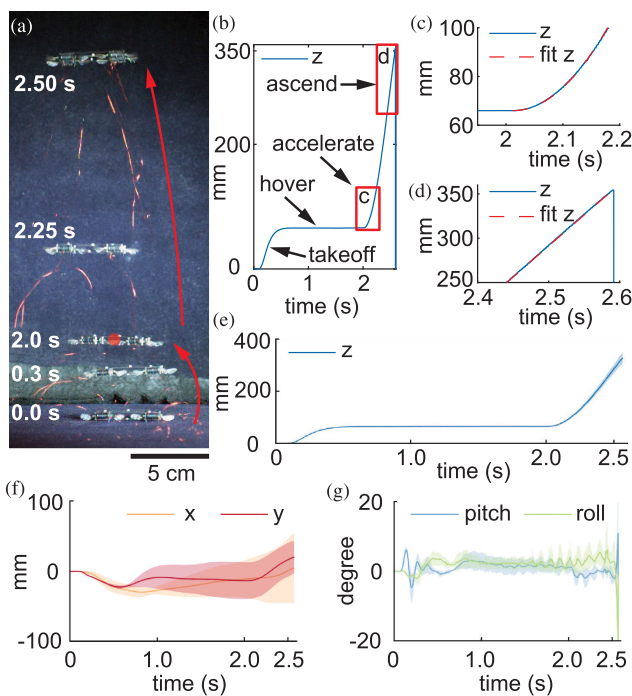 (a)
2.50 s
2.25 s
2.0 s
0.3 s
0.0 s
5 cm
(b)
350
200
0
mm
z
d
ascend
accelerate
hover
c
takeoff
0 1 2
time (s)
(c)
100
80
60
mm
z
fit z
2 2.1 2.2
time (s)
(d)
350
300
250
mm
z
fit z
2.4 2.5 2.6
time (s)
(e)
400
200
0
mm
z
0 1.0 2.0 2.5
time (s)
(f)
100
0
-100
mm
x y
0 1.0 2.0 2.5
time (s)
(g)
20
0
-20
degree
pitch roll
0 1.0 2.0 2.5
time (s)